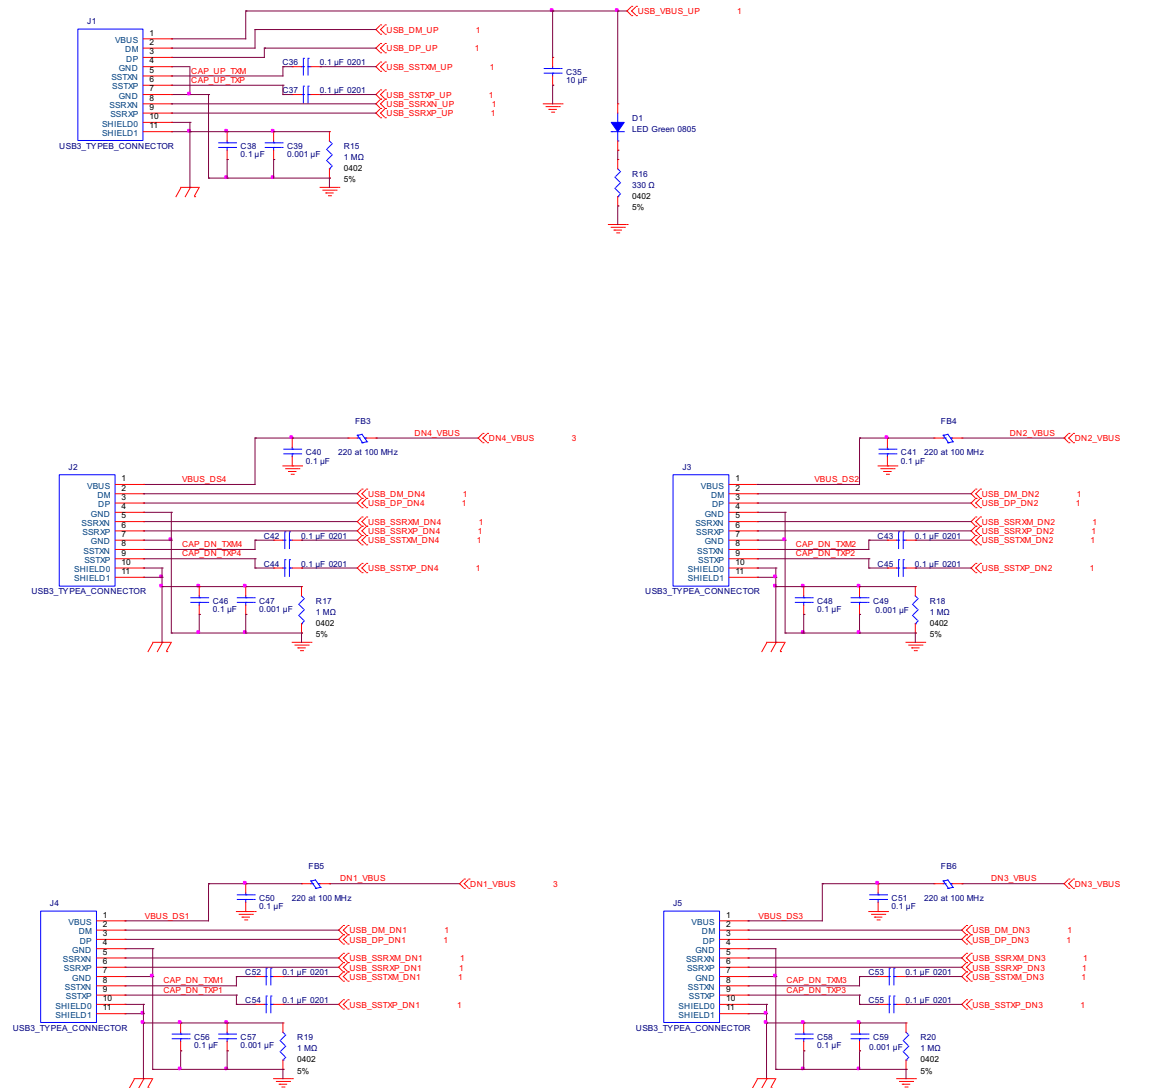 USB_VBUS_UP 1
J1
VBUS 1
DM 2
DP 3
GND 4
SSTXN 5
SSTXP 6
GND 7
SSRXN 8
SSRXP 9
SHIELD0 10
SHIELD1 11
USB3_TYPEB_CONNECTOR
USB_DM_UP 1
USB_DP_UP 1
CAP_UP_TXM
C36 0.1 µF 0201
USB_SSTXM_UP 1
CAP_UP_TXP
C37 0.1 µF 0201
USB_SSTXP_UP 1
USB_SSRXN_UP 1
USB_SSRXP_UP 1
C35
10 µF
D1
LED Green 0805
C38
0.1 µF
C39
0.001 µF
R15
1 MΩ
0402
5%
R16
330 Ω
0402
5%
FB3
220 at 100 MHz
DN4_VBUS
DN4_VBUS 3
C40
0.1 µF
J2
VBUS 1
DM 2
DP 3
GND 4
SSRXN 5
SSRXP 6
GND 7
SSTXN 8
SSTXP 9
SHIELD0 10
SHIELD1 11
USB3_TYPEA_CONNECTOR
VBUS_DS4
USB_DM_DN4 1
USB_DP_DN4 1
USB_SSRXM_DN4 1
USB_SSRXP_DN4 1
CAP_DN_TXM4
C42 0.1 µF 0201
USB_SSTXM_DN4 1
CAP_DN_TXP4
C44 0.1 µF 0201
USB_SSTXP_DN4 1
C46
0.1 µF
C47
0.001 µF
R17
1 MΩ
0402
5%
FB4
220 at 100 MHz
DN2_VBUS
DN2_VBUS
C41
0.1 µF
J3
VBUS 1
DM 2
DP 3
GND 4
SSRXN 5
SSRXP 6
GND 7
SSTXN 8
SSTXP 9
SHIELD0 10
SHIELD1 11
USB3_TYPEA_CONNECTOR
VBUS_DS2
USB_DM_DN2 1
USB_DP_DN2 1
USB_SSRXM_DN2 1
USB_SSRXP_DN2 1
CAP_DN_TXM2
C43 0.1 µF 0201
USB_SSTXM_DN2 1
CAP_DN_TXP2
C45 0.1 µF 0201
USB_SSTXP_DN2 1
C48
0.1 µF
C49
0.001 µF
R18
1 MΩ
0402
5%
FB5
220 at 100 MHz
DN1_VBUS
DN1_VBUS 3
C50
0.1 µF
J4
VBUS 1
DM 2
DP 3
GND 4
SSRXN 5
SSRXP 6
GND 7
SSTXN 8
SSTXP 9
SHIELD0 10
SHIELD1 11
USB3_TYPEA_CONNECTOR
VBUS_DS1
USB_DM_DN1 1
USB_DP_DN1 1
USB_SSRXM_DN1 1
USB_SSRXP_DN1 1
CAP_DN_TXM1
C52 0.1 µF 0201
USB_SSTXM_DN1 1
CAP_DN_TXP1
C54 0.1 µF 0201
USB_SSTXP_DN1 1
C56
0.1 µF
C57
0.001 µF
R19
1 MΩ
0402
5%
FB6
220 at 100 MHz
DN3_VBUS
DN3_VBUS
C51
0.1 µF
J5
VBUS 1
DM 2
DP 3
GND 4
SSRXN 5
SSRXP 6
GND 7
SSTXN 8
SSTXP 9
SHIELD0 10
SHIELD1 11
USB3_TYPEA_CONNECTOR
VBUS_DS3
USB_DM_DN3 1
USB_DP_DN3 1
USB_SSRXM_DN3 1
USB_SSRXP_DN3 1
CAP_DN_TXM3
C53 0.1 µF 0201
USB_SSTXM_DN3 1
CAP_DN_TXP3
C55 0.1 µF 0201
USB_SSTXP_DN3 1
C58
0.1 µF
C59
0.001 µF
R20
1 MΩ
0402
5%